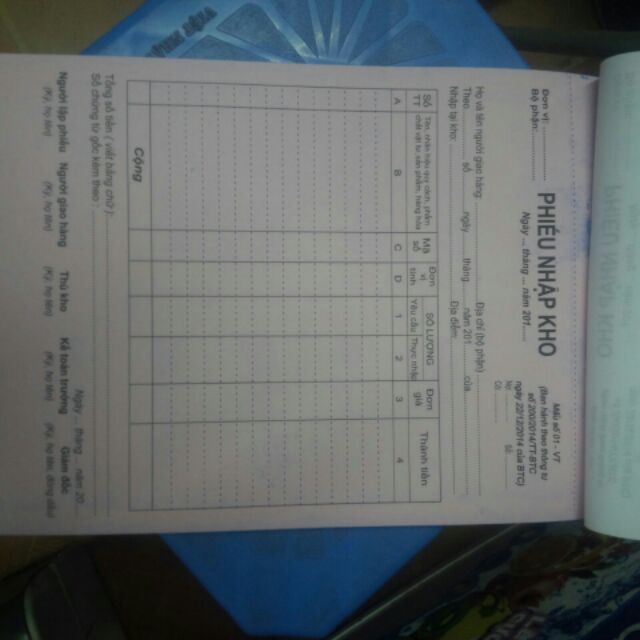 Đơn vị:
Bộ phận:
PHIẾU NHẬP KHO
Ngày ... tháng ... năm 201.....
Mẫu số 01 - VT
(Ban hành theo thông tư
số 200/2014/TT-BTC
ngày 22/12/2014 của BTC)
Nợ: Số:
Có:
Họ và tên người giao hàng: Địa chỉ (bộ phận)
Theo số ngày tháng năm 201 của
Nhập tại kho: Địa điểm:
Số TT
Tên, nhãn hiệu qui cách, phẩm chất vật tư, sản phẩm, hàng hóa
Mã số
Đơn tính
SỐ LƯỢNG
Yêu cầu
Thực nhập
Đơn giá
Thành tiền
A B C D 1 2 3 4
Cộng
Tổng số tiền ( viết bằng chữ ):
Số chứng từ gốc kèm theo :
Ngày ... tháng ... năm 20...
Người lập phiếu Người giao hàng Thủ kho Kế toán trưởng Giám đốc
(Ký, họ tên) (Ký, họ tên) (Ký, họ tên) (Ký, họ tên) (Ký, họ tên, đóng dấu)
PHIẾU NHẬP KHO